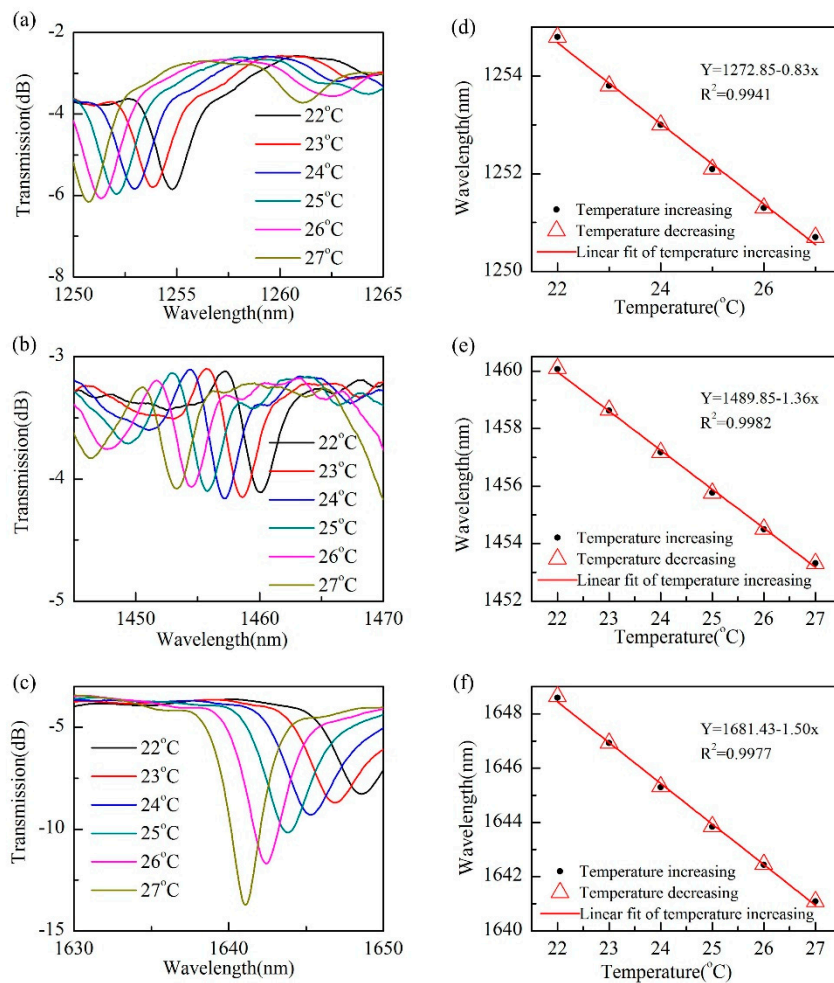 (a)
-2
-4
-6
-8
Transmission(dB)
22°C
23°C
24°C
25°C
26°C
27°C
1250 1255 1260 1265
Wavelength(nm)
(d)
1254
1252
1250
Wavelength(nm)
Y=1272.85-0.83x
R²=0.9941
Temperature increasing
Temperature decreasing
Linear fit of temperature increasing
22 23 24 25 26 27
Temperature(°C)
(b)
-3
-4
-5
Transmission(dB)
22°C
23°C
24°C
25°C
26°C
27°C
1450 1460 1470
Wavelength(nm)
(e)
1460
1458
1456
1454
1452
Wavelength(nm)
Y=1489.85-1.36x
R²=0.9982
Temperature increasing
Temperature decreasing
Linear fit of temperature increasing
22 23 24 25 26 27
Temperature(°C)
(c)
-5
-10
-15
Transmission(dB)
22°C
23°C
24°C
25°C
26°C
27°C
1630 1640 1650
Wavelength(nm)
(f)
1648
1646
1644
1642
1640
Wavelength(nm)
Y=1681.43-1.50x
R²=0.9977
Temperature increasing
Temperature decreasing
Linear fit of temperature increasing
22 23 24 25 26 27
Temperature(°C)